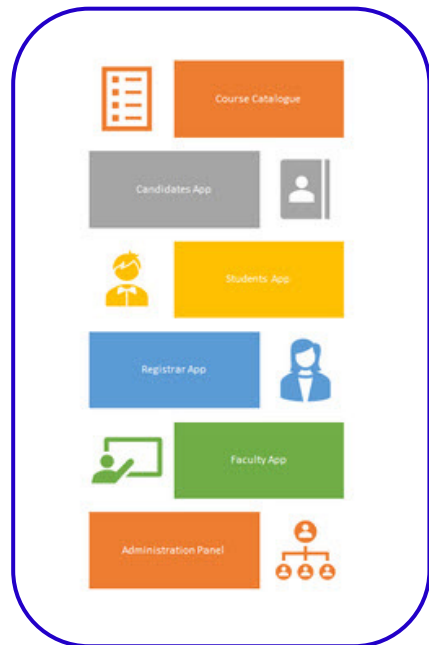 Course Catalogue
Candidates App
Students App
Registrar App
Faculty App
Administration Panel